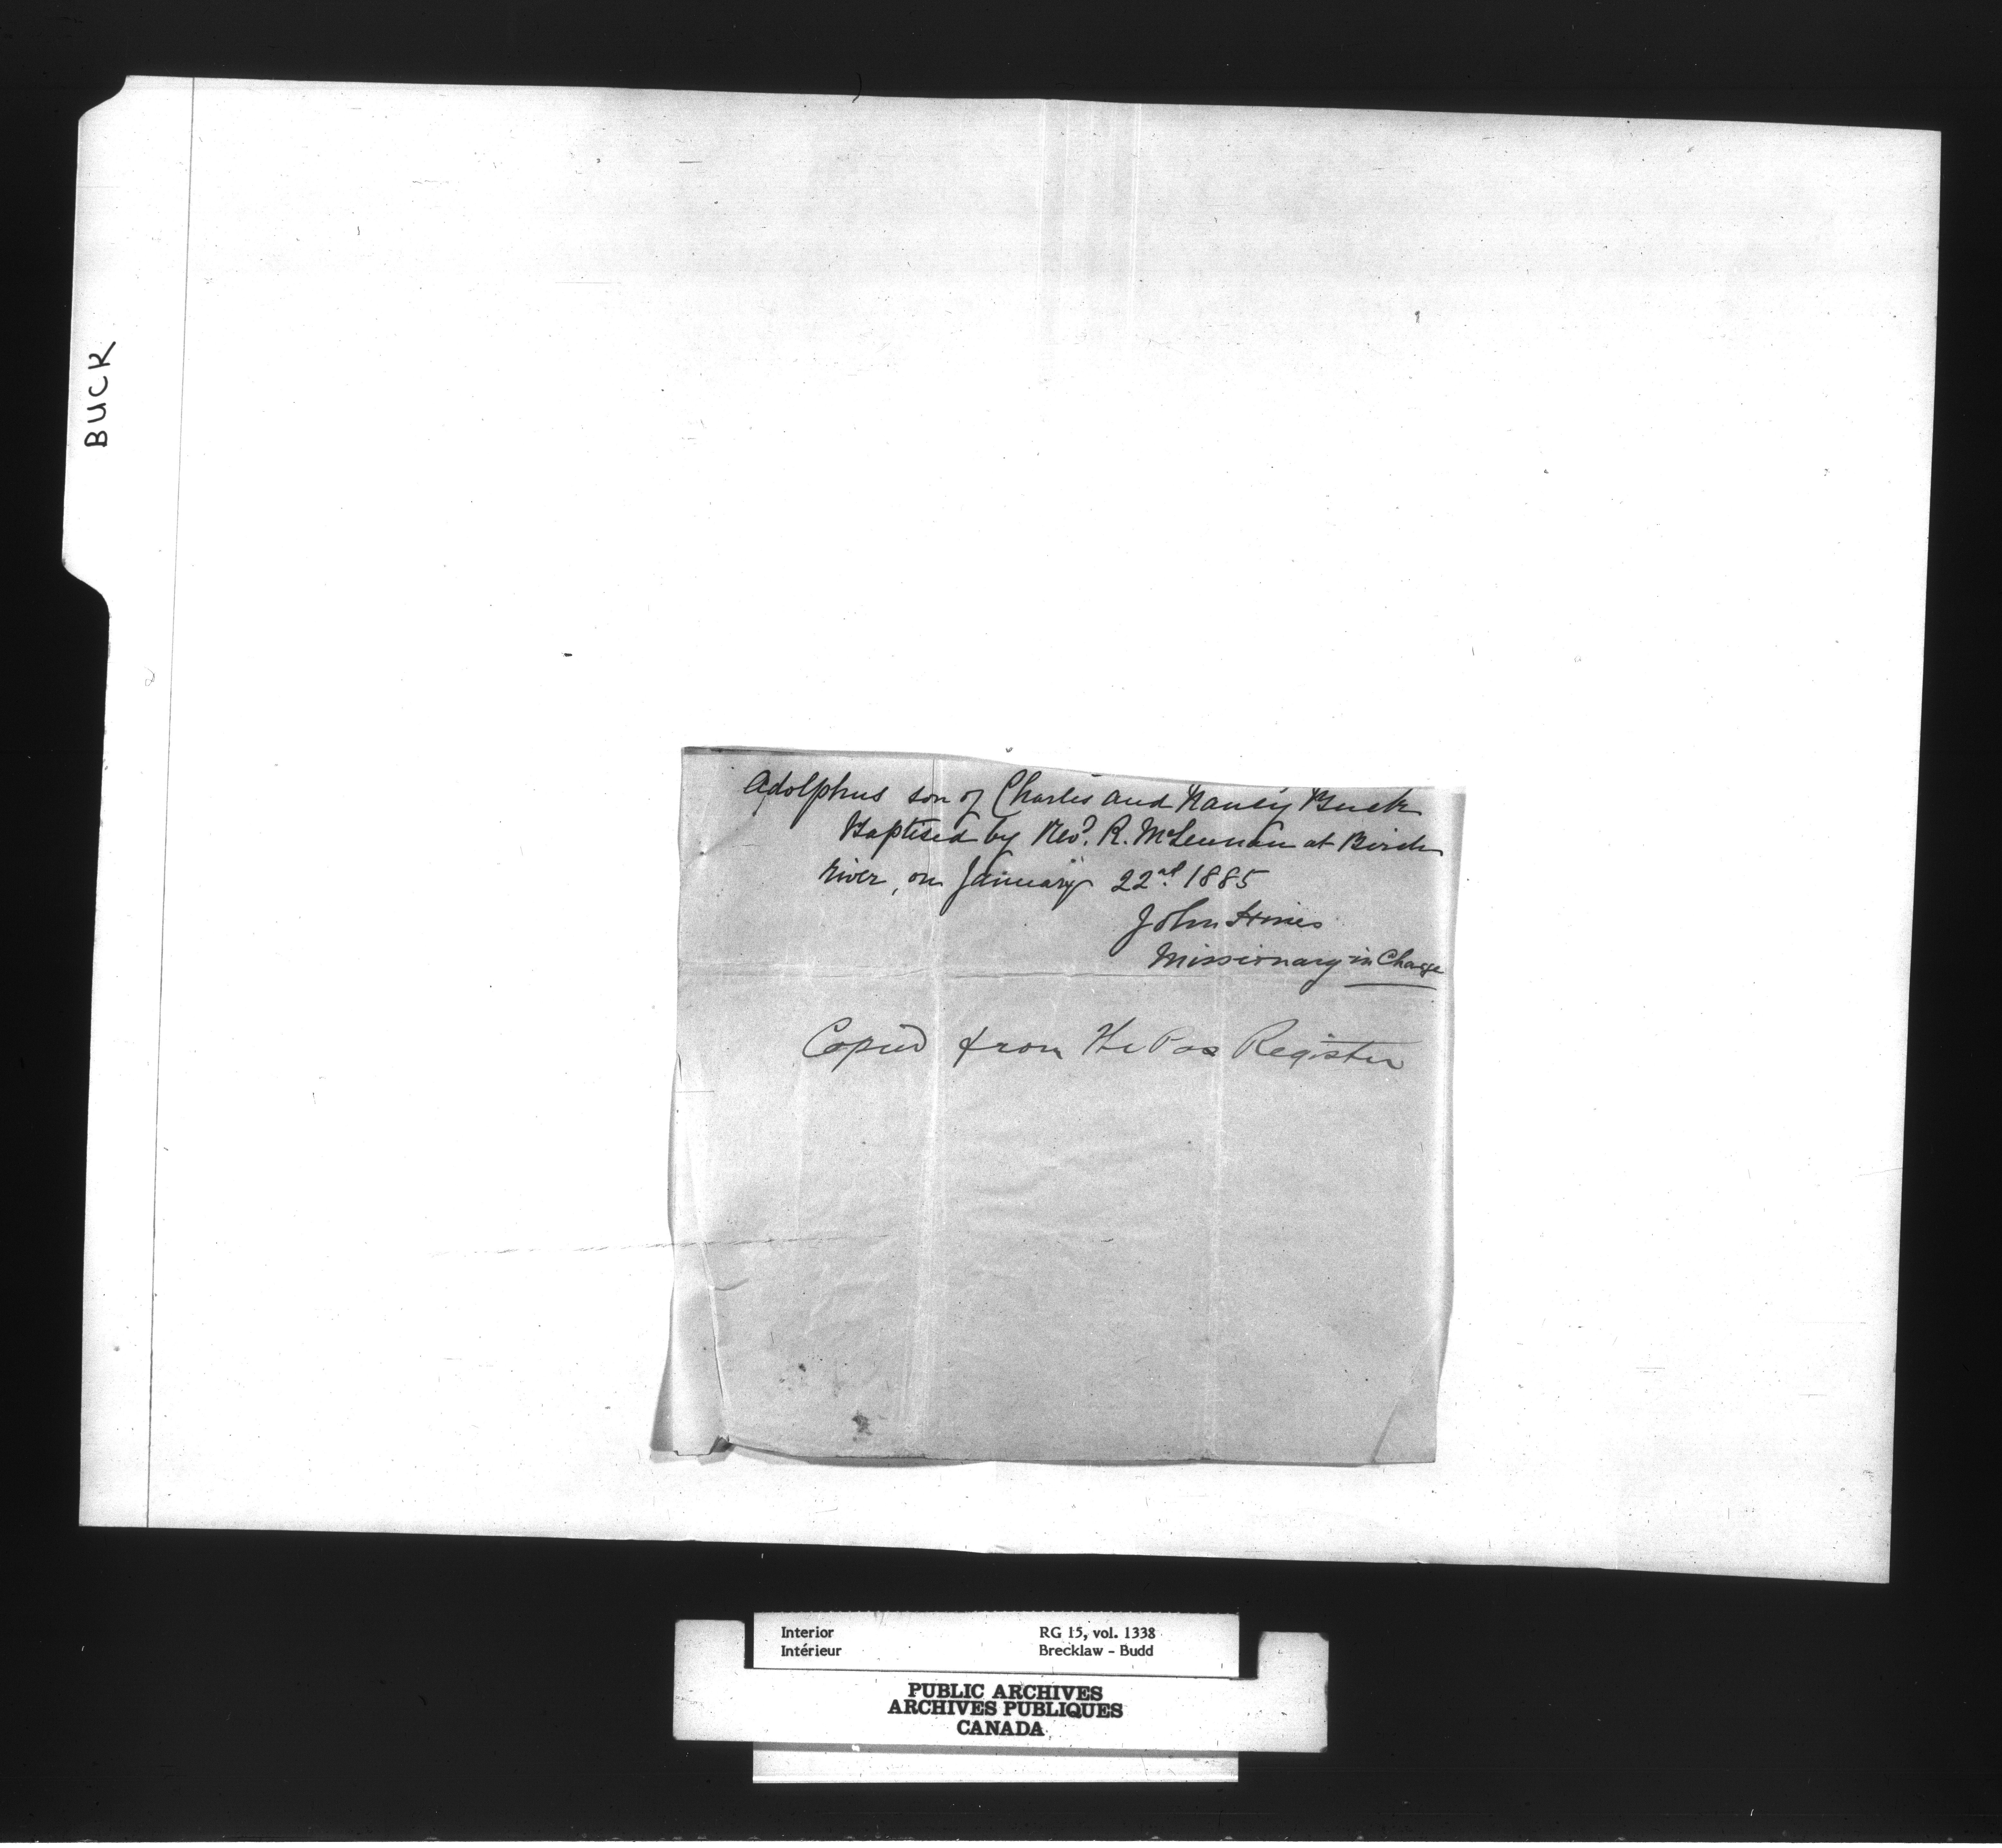 BUCK
Adolphus son of Charles and Nancy Buck
Baptised by Revd. R. McLennan at Birch
River, on January 22nd 1885
John Hines
Missionary in Charge
Copied from The Pas Register
Interior RG 15, vol. 1338
Intérieur Brecklaw - Budd
PUBLIC ARCHIVES
ARCHIVES PUBLIQUES
CANADA